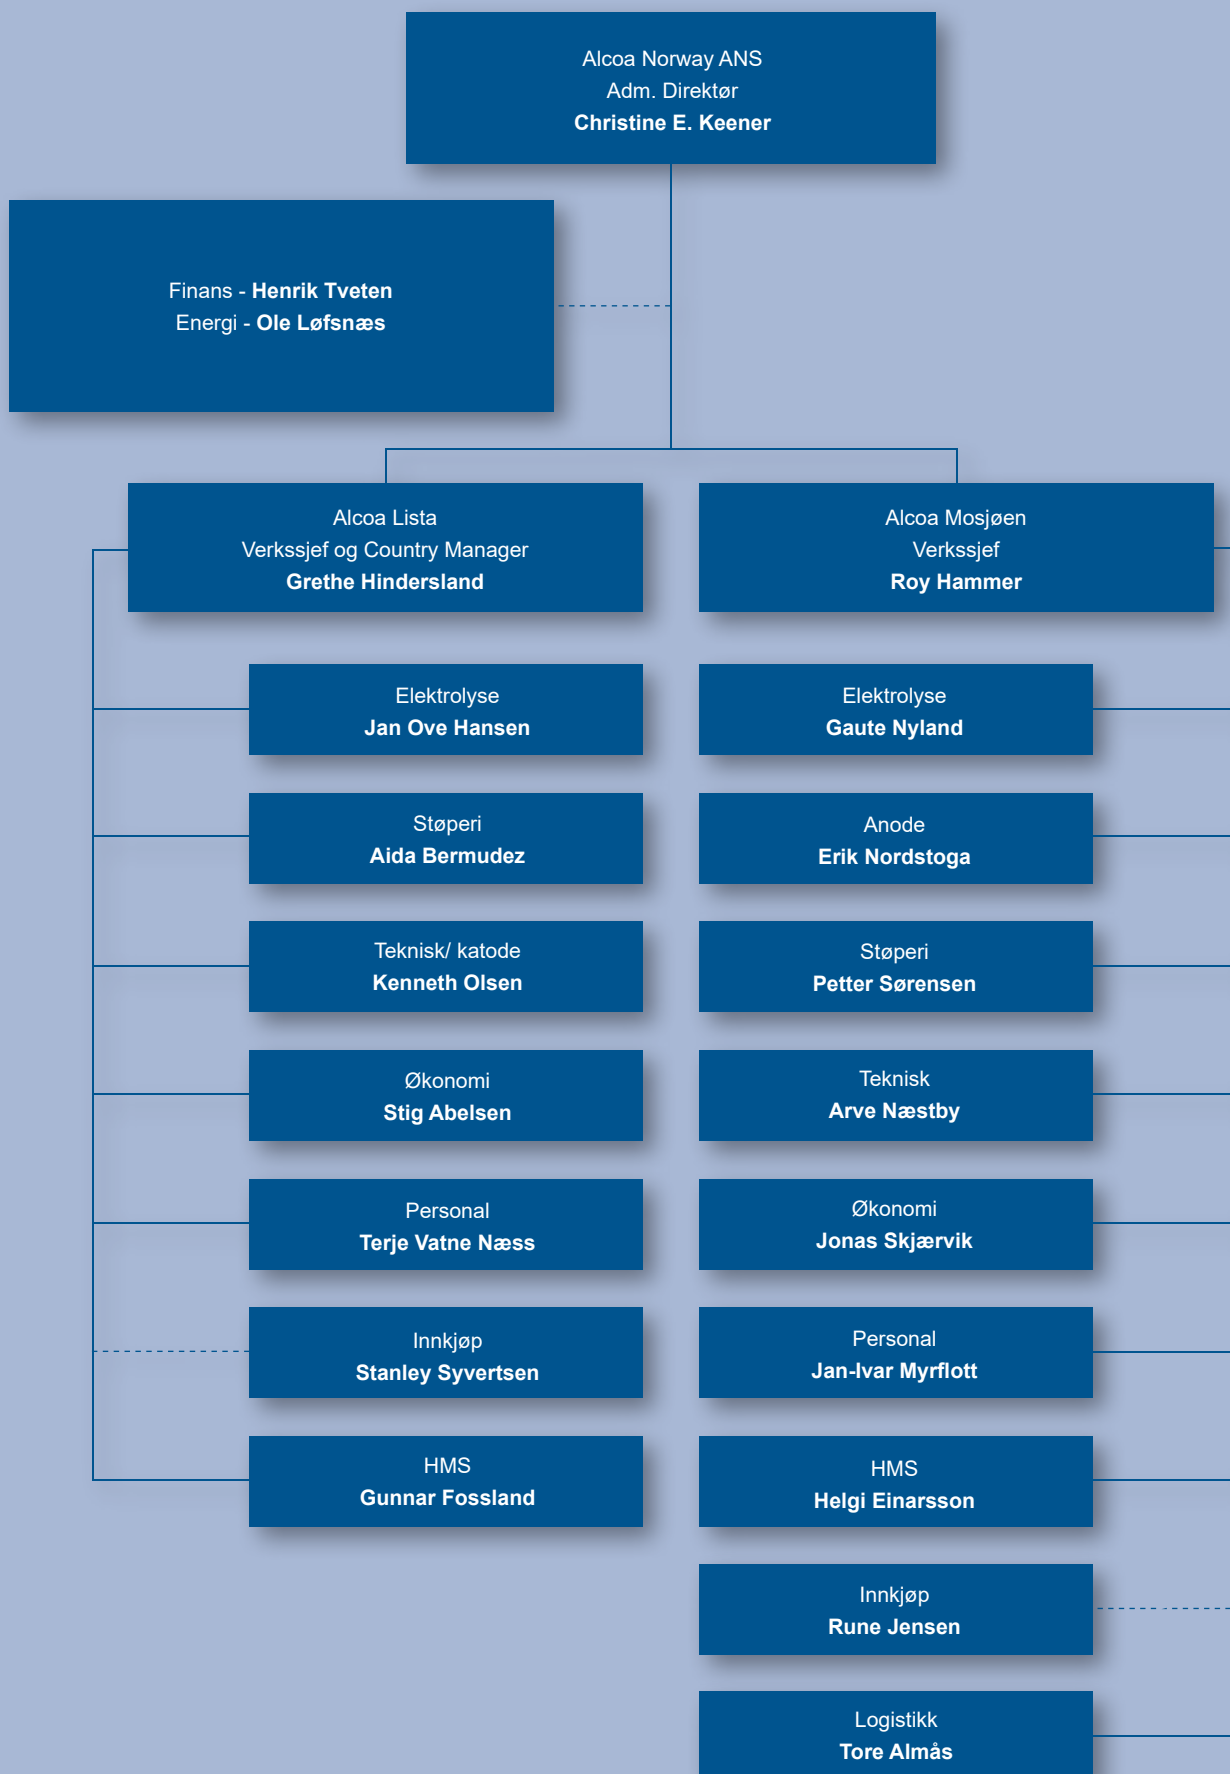 Alcoa Norway ANS
Adm. Direktør
Christine E. Keener
Finans - Henrik Tveten
Energi - Ole Løfsnæs
Alcoa Lista
Verkssjef og Country Manager
Grethe Hindersland
Elektrolyse
Jan Ove Hansen
Støperi
Aida Bermudez
Teknisk/ katode
Kenneth Olsen
Økonomi
Stig Abelsen
Personal
Terje Vatne Næss
Innkjøp
Stanley Syvertsen
HMS
Gunnar Fossland
Alcoa Mosjøen
Verkssjef
Roy Hammer
Elektrolyse
Gaute Nyland
Anode
Erik Nordstoga
Støperi
Petter Sørensen
Teknisk
Arve Næstby
Økonomi
Jonas Skjærvik
Personal
Jan-Ivar Myrflott
HMS
Helgi Einarsson
Innkjøp
Rune Jensen
Logistikk
Tore Almås